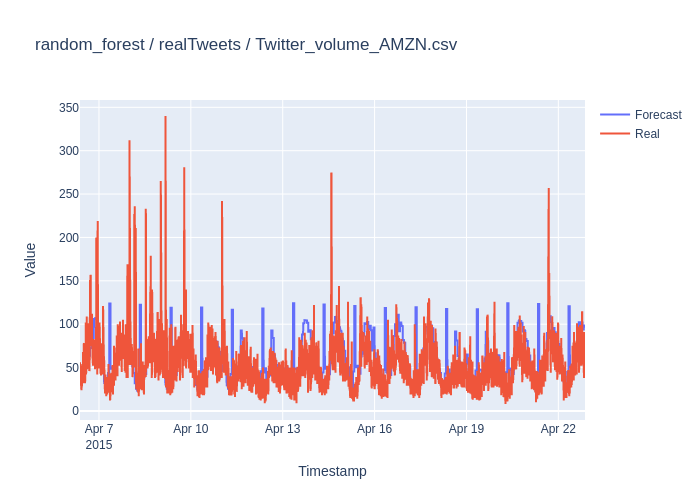 random_forest / realTweets / Twitter_volume_AMZN.csv
Forecast
Real
350
300
250
200
150
100
50
0
Value
Apr 7
2015
Apr 10
Apr 13
Apr 16
Apr 19
Apr 22
Timestamp